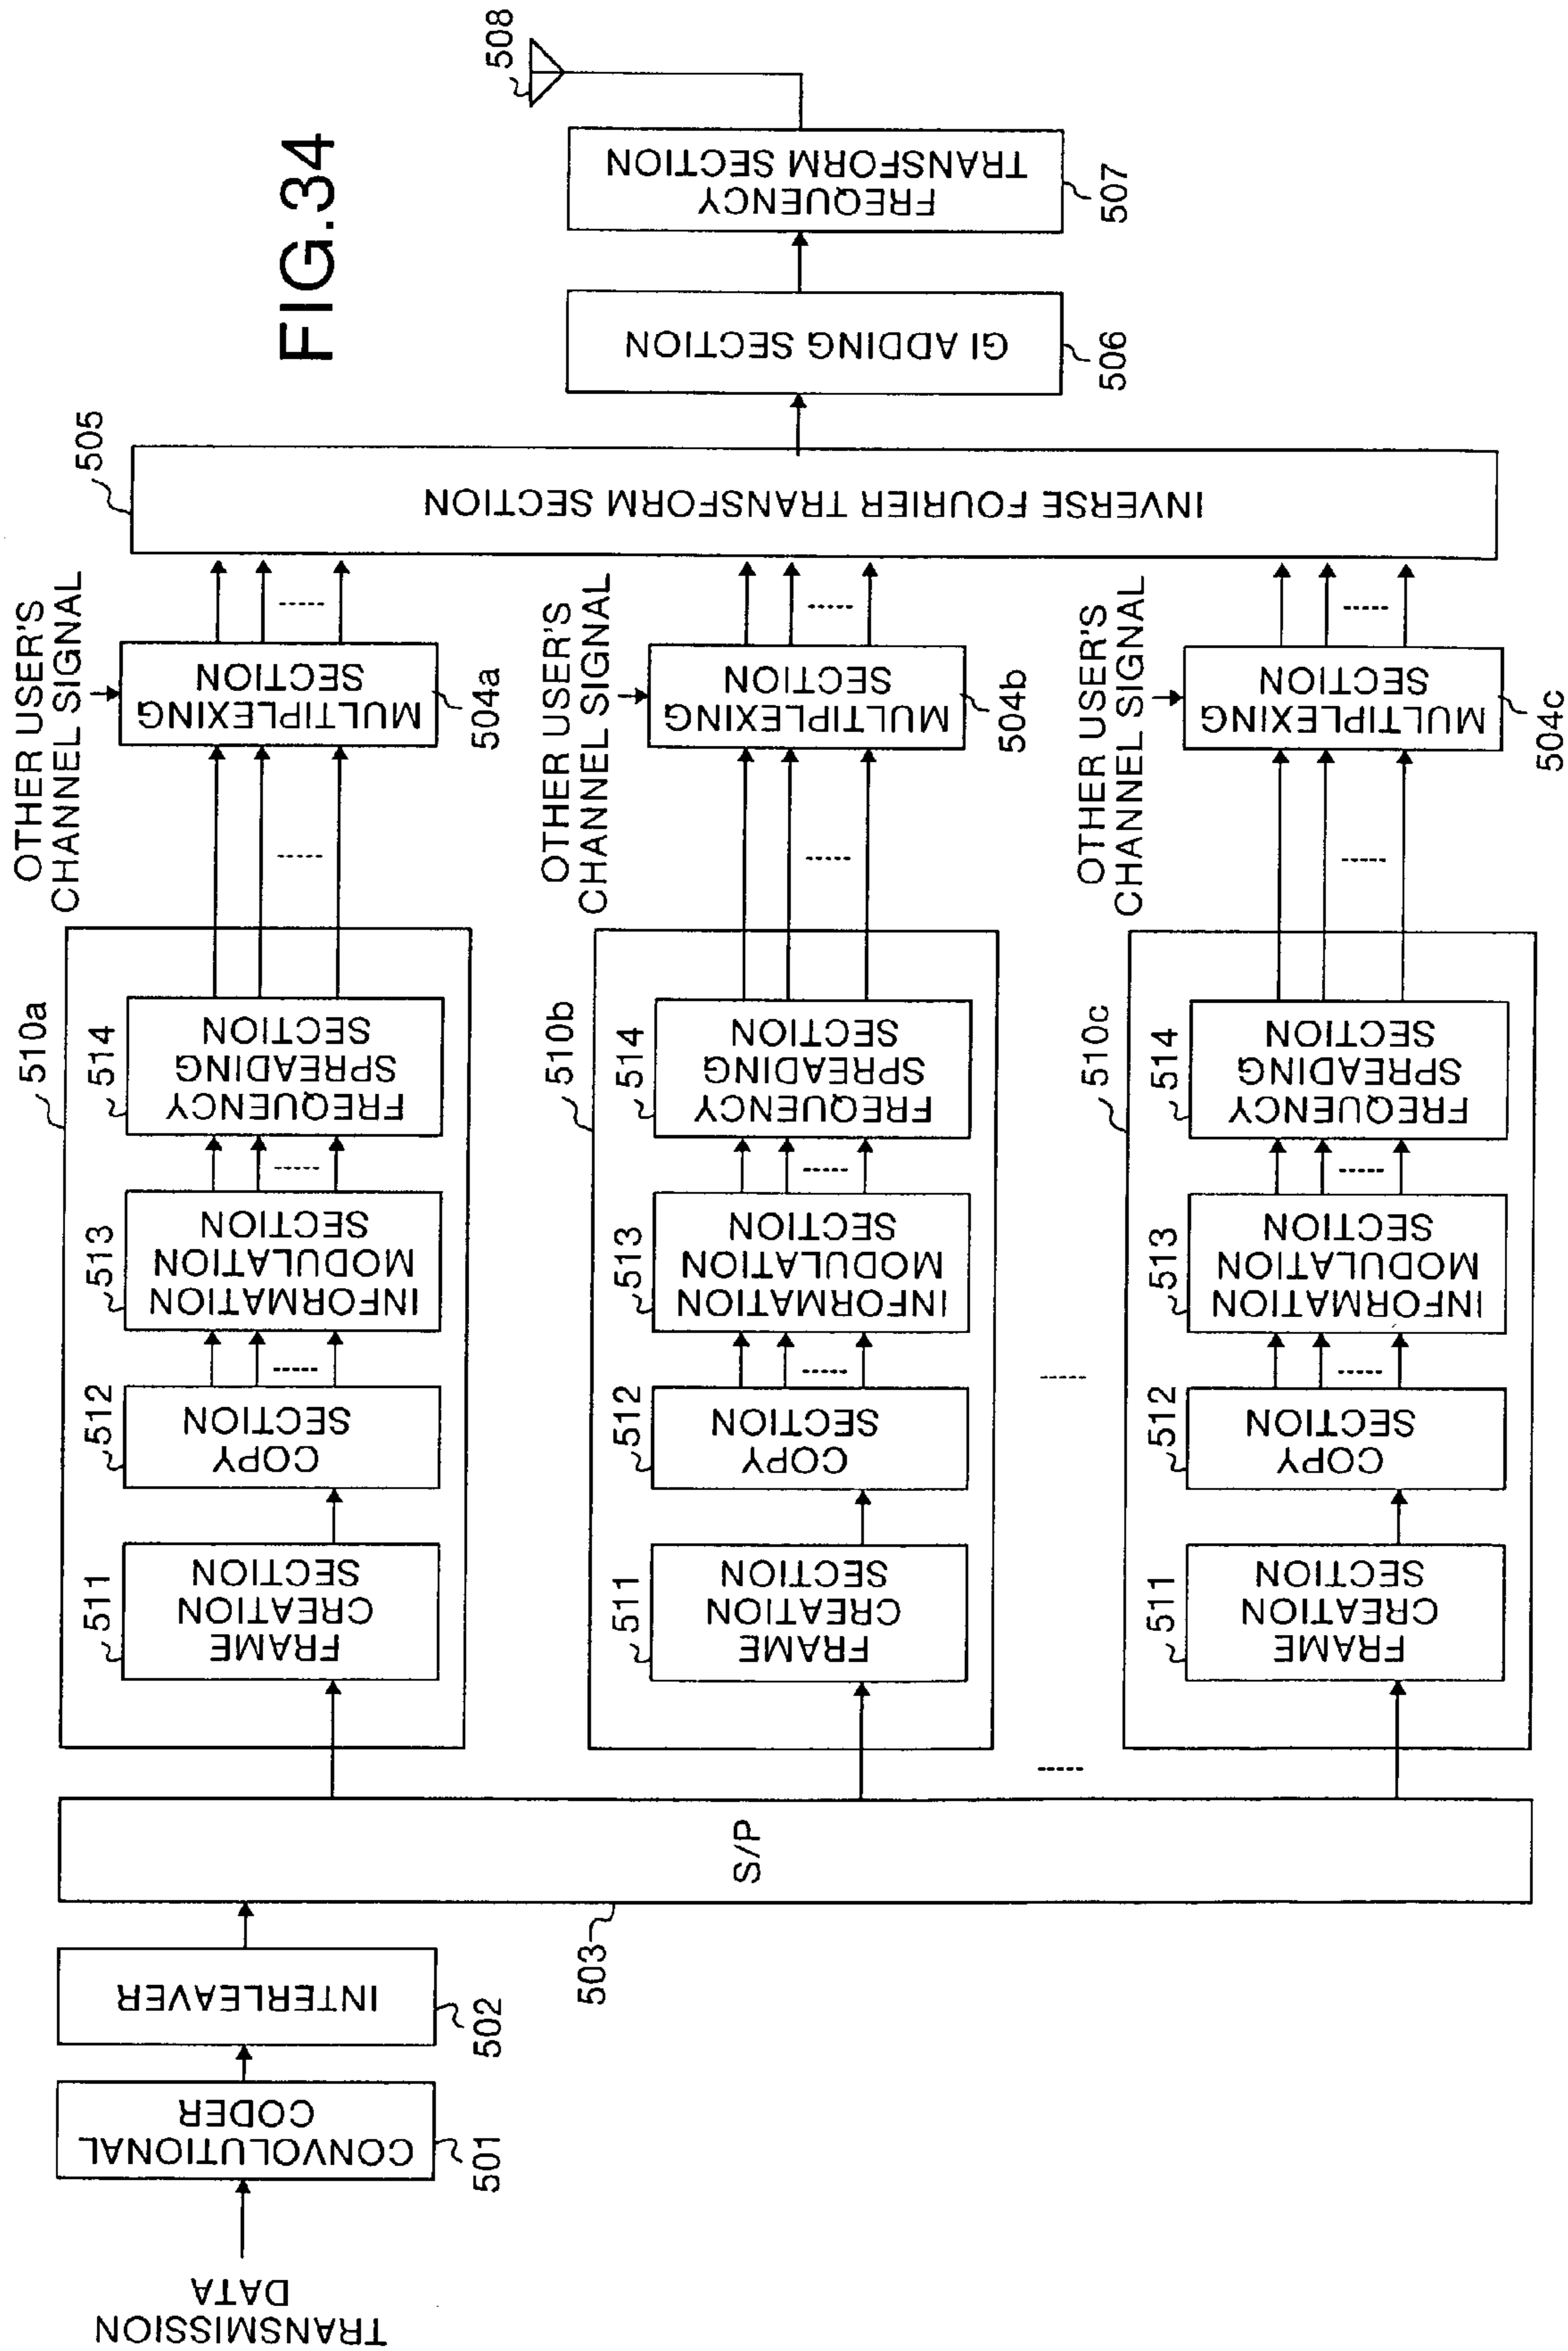 FIG.34
TRANSMISSION
DATA
CONVOLUTIONAL
CODER
501
INTERLEAVER
502
S/P
503
510a
511
FRAME
CREATION
SECTION
512
COPY
SECTION
513
INFORMATION
MODULATION
SECTION
514
FREQUENCY
SPREADING
SECTION
OTHER USER'S
CHANNEL SIGNAL
MULTIPLEXING
SECTION
504a
510b
511
FRAME
CREATION
SECTION
512
COPY
SECTION
513
INFORMATION
MODULATION
SECTION
514
FREQUENCY
SPREADING
SECTION
OTHER USER'S
CHANNEL SIGNAL
MULTIPLEXING
SECTION
504b
510c
511
FRAME
CREATION
SECTION
512
COPY
SECTION
513
INFORMATION
MODULATION
SECTION
514
FREQUENCY
SPREADING
SECTION
OTHER USER'S
CHANNEL SIGNAL
MULTIPLEXING
SECTION
504c
505
INVERSE FOURIER TRANSFORM SECTION
GI ADDING SECTION
506
FREQUENCY
TRANSFORM SECTION
507
508